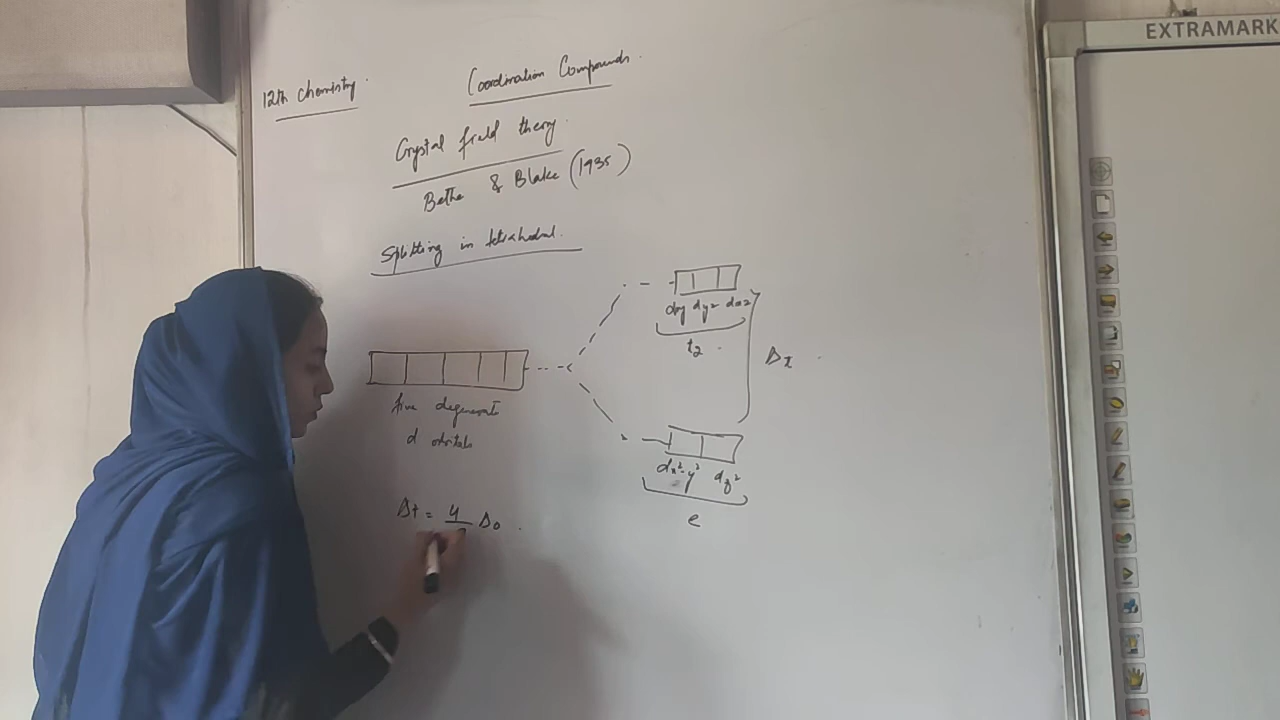 EXTRAMARK
12th chemistry.
Coordination Compounds.
Crystal field theory.
Bethe & Blake (1935)
Splitting in tetrahedral.
dxy dyz dxz
t2
Δt
five degenerate
d orbitals
dx²-y² dz²
e
Δt = 4/ Δo